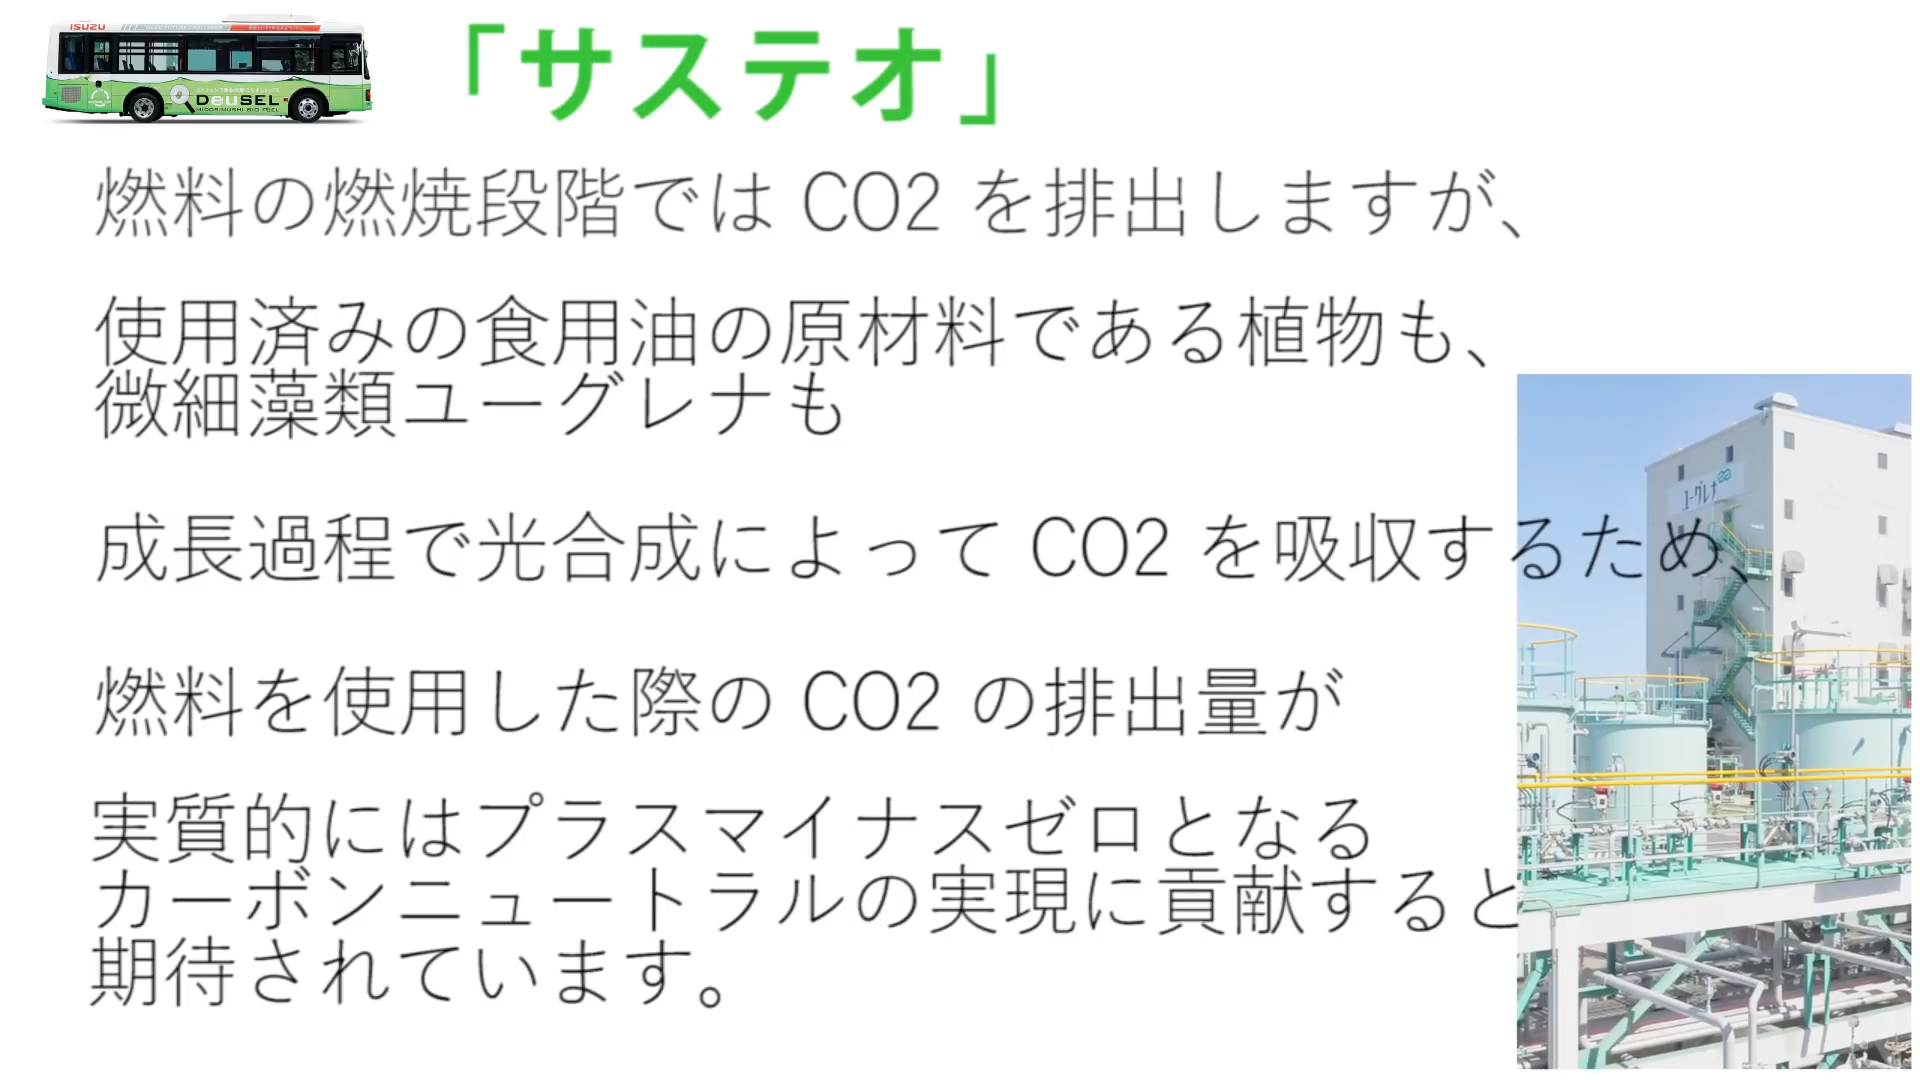 ISUZU
DeuSEL
MIDORIMUSHI BIO FUEL
「サステオ」
燃料の燃焼段階では CO2 を排出しますが、
使用済みの食用油の原材料である植物も、
微細藻類ユーグレナも
ユーグレナ
成長過程で光合成によって CO2 を吸収するため、
燃料を使用した際の CO2 の排出量が
実質的にはプラスマイナスゼロとなる
カーボンニュートラルの実現に貢献すると
期待されています。